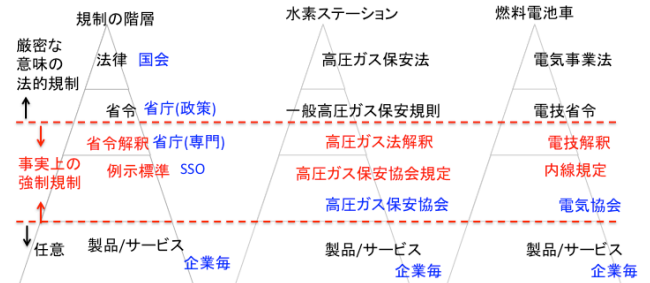 規制の階層
水素ステーション
燃料電池車
厳密な
意味の
法的規制
法律 国会
高圧ガス保安法
電気事業法
省令 省庁(政策)
一般高圧ガス保安規則
電技省令
省令解釈 省庁(専門)
高圧ガス法解釈
電技解釈
事実上の
強制規制
例示標準 SSO
高圧ガス保安協会規定
内線規定
高圧ガス保安協会
電気協会
任意
製品/サービス
製品/サービス
製品/サービス
企業毎
企業毎
企業毎